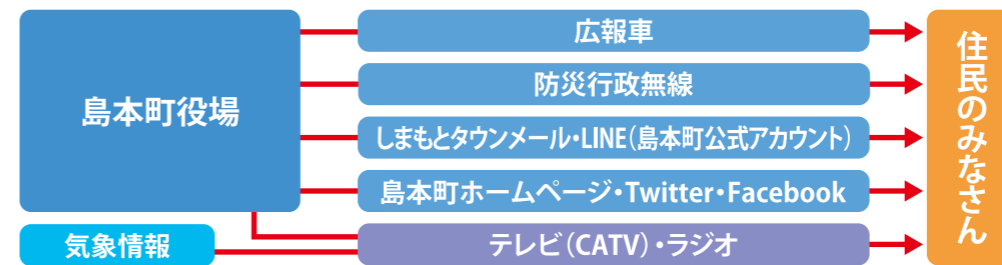 島本町役場
気象情報
広報車
防災行政無線
しまもとタウンメール・LINE（島本町公式アカウント）
島本町ホームページ・Twitter・Facebook
テレビ（CATV）・ラジオ
住民のみなさん